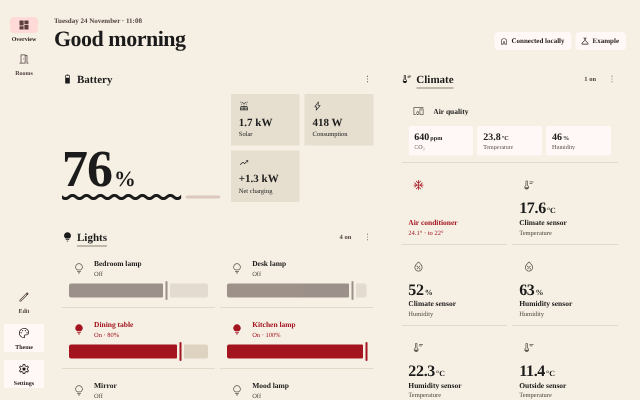 Tuesday 24 November · 11:08
Good morning
Overview
Rooms
Edit
Theme
Settings
Connected locally
Example
Battery
76%
1.7 kW
Solar
418 W
Consumption
+1.3 kW
Net charging
Lights
4 on
Bedroom lamp
Off
Desk lamp
Off
Dining table
On · 80%
Kitchen lamp
On · 100%
Mirror
Off
Mood lamp
Off
Climate
1 on
Air quality
640 ppm
CO₂
23.8 °C
Temperature
46 %
Humidity
Air conditioner
24.1° · to 22°
17.6 °C
Climate sensor
Temperature
52 %
Climate sensor
Humidity
63 %
Humidity sensor
Humidity
22.3 °C
Humidity sensor
Temperature
11.4 °C
Outside sensor
Temperature